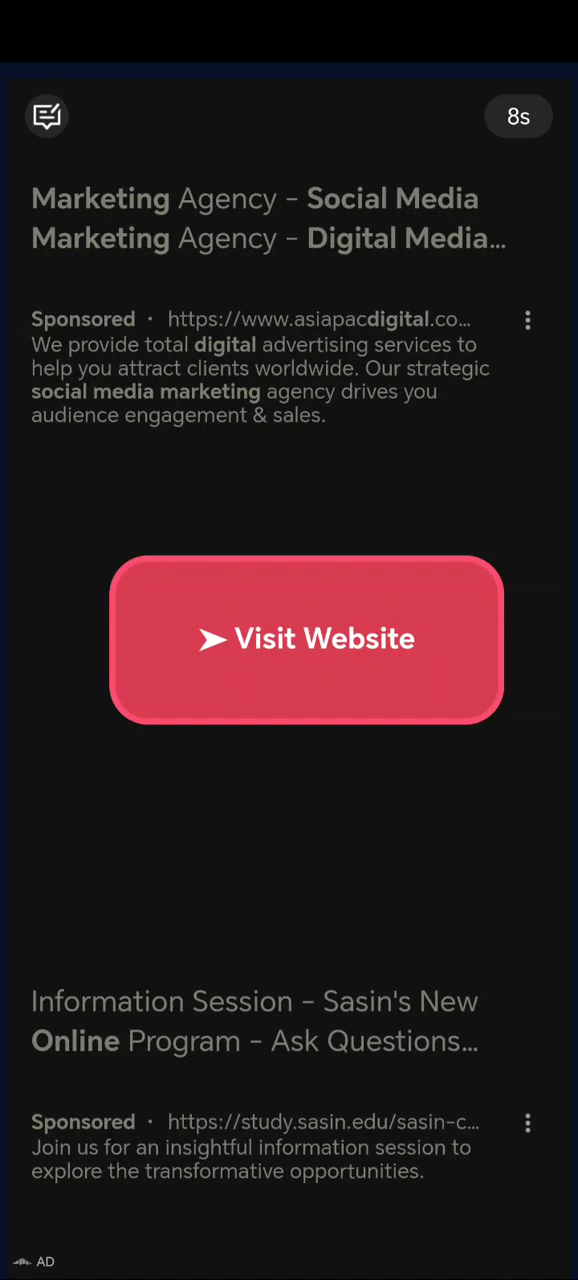 8s
Marketing Agency - Social Media
Marketing Agency - Digital Media...
Sponsored · https://www.asiapacdigital.co...
We provide total digital advertising services to
help you attract clients worldwide. Our strategic
social media marketing agency drives you
audience engagement & sales.
➤ Visit Website
Information Session - Sasin's New
Online Program - Ask Questions...
Sponsored · https://study.sasin.edu/sasin-c...
Join us for an insightful information session to
explore the transformative opportunities.
AD